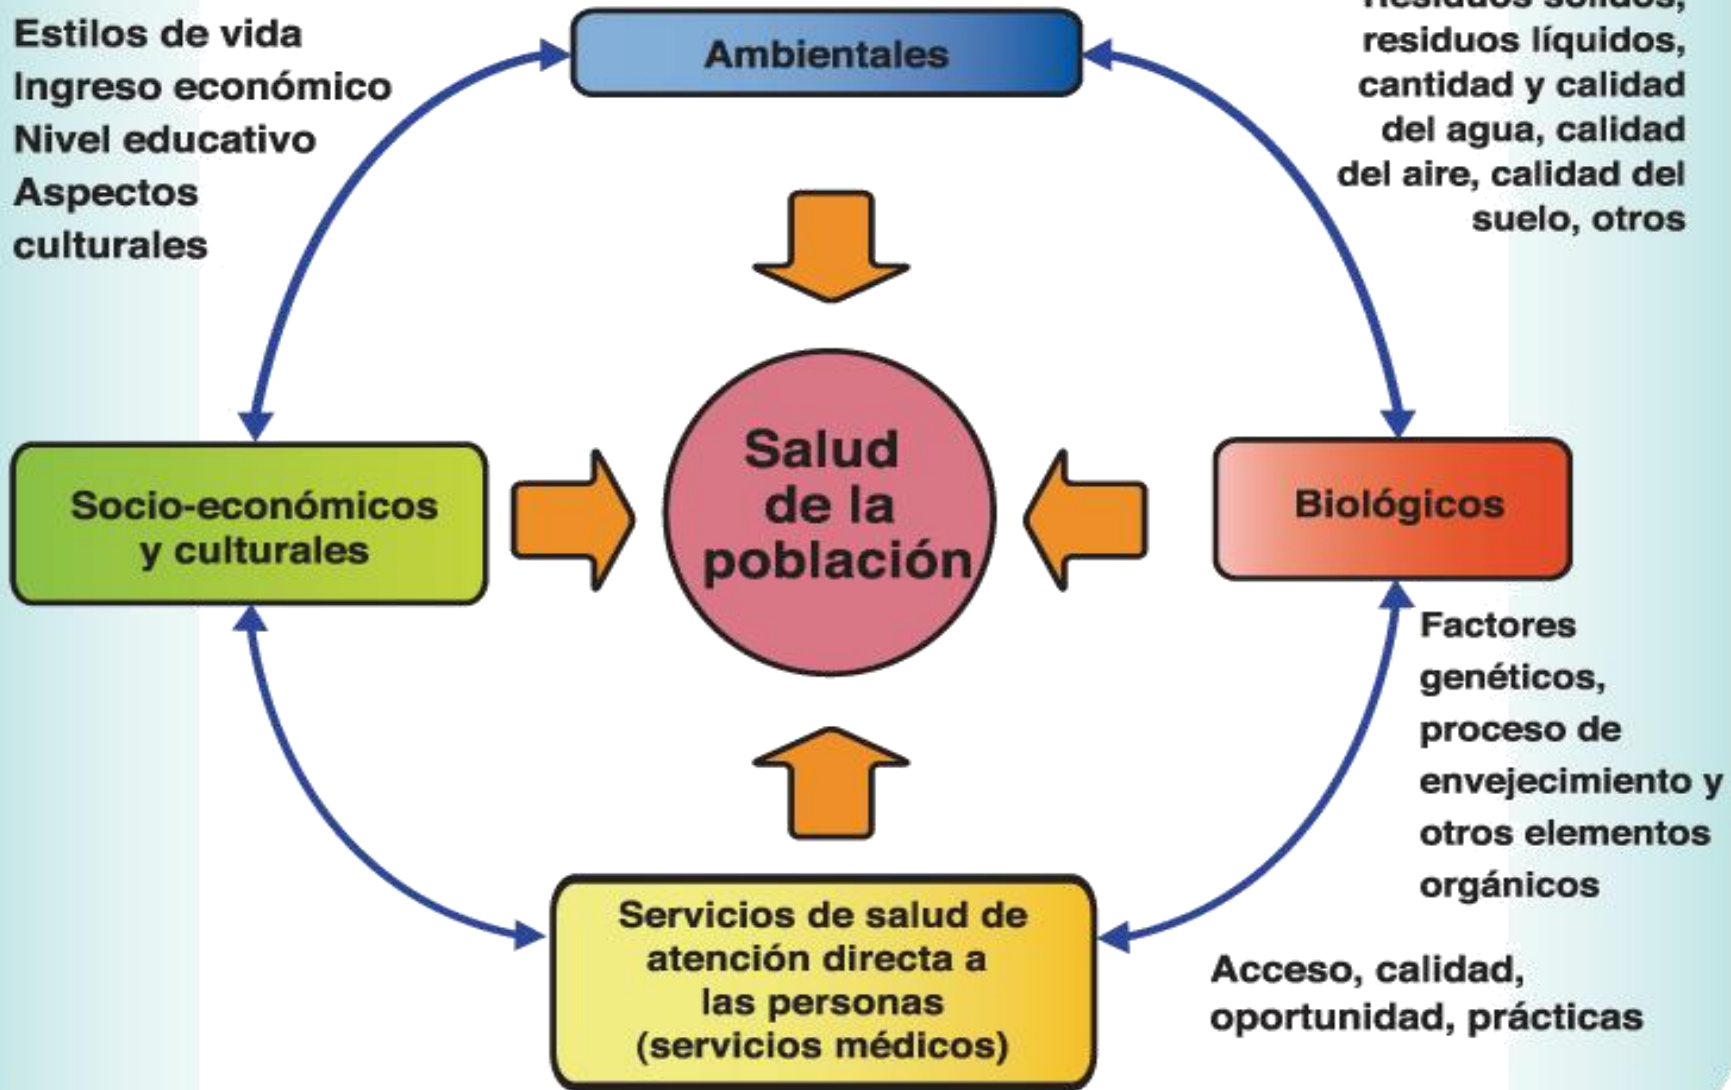 Estilos de vida
Ingreso económico
Nivel educativo
Aspectos
culturales
Ambientales
Residuos sólidos,
residuos líquidos,
cantidad y calidad
del agua, calidad
del aire, calidad del
suelo, otros
Socio-económicos
y culturales
Salud
de la
población
Biológicos
Factores
genéticos,
proceso de
envejecimiento y
otros elementos
orgánicos
Servicios de salud de
atención directa a
las personas
(servicios médicos)
Acceso, calidad,
oportunidad, prácticas